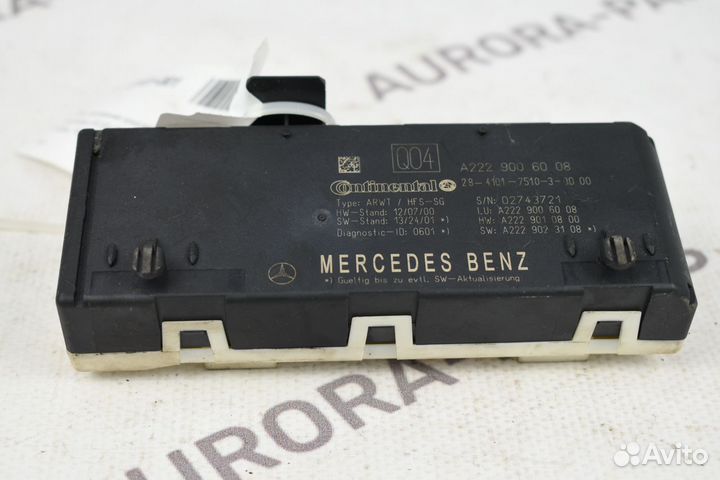 AURORA-PA
Q04
A222 900 60 08
Continental
28-4101-7510-3-0000
Type: ARWT / HFS-SG
S/N: 02743721
HW-Stand: 12/07/00
LU: A222 900 60 08
SW-Stand: 13/24/01 *)
HW: A222 901 08 00
Diagnostic-ID: 0601 *)
SW: A222 902 31 08 *)
MERCEDES BENZ
*) Gueltig bis zu evtl. SW-Aktualisierung
AURORA-PARTS
Avito